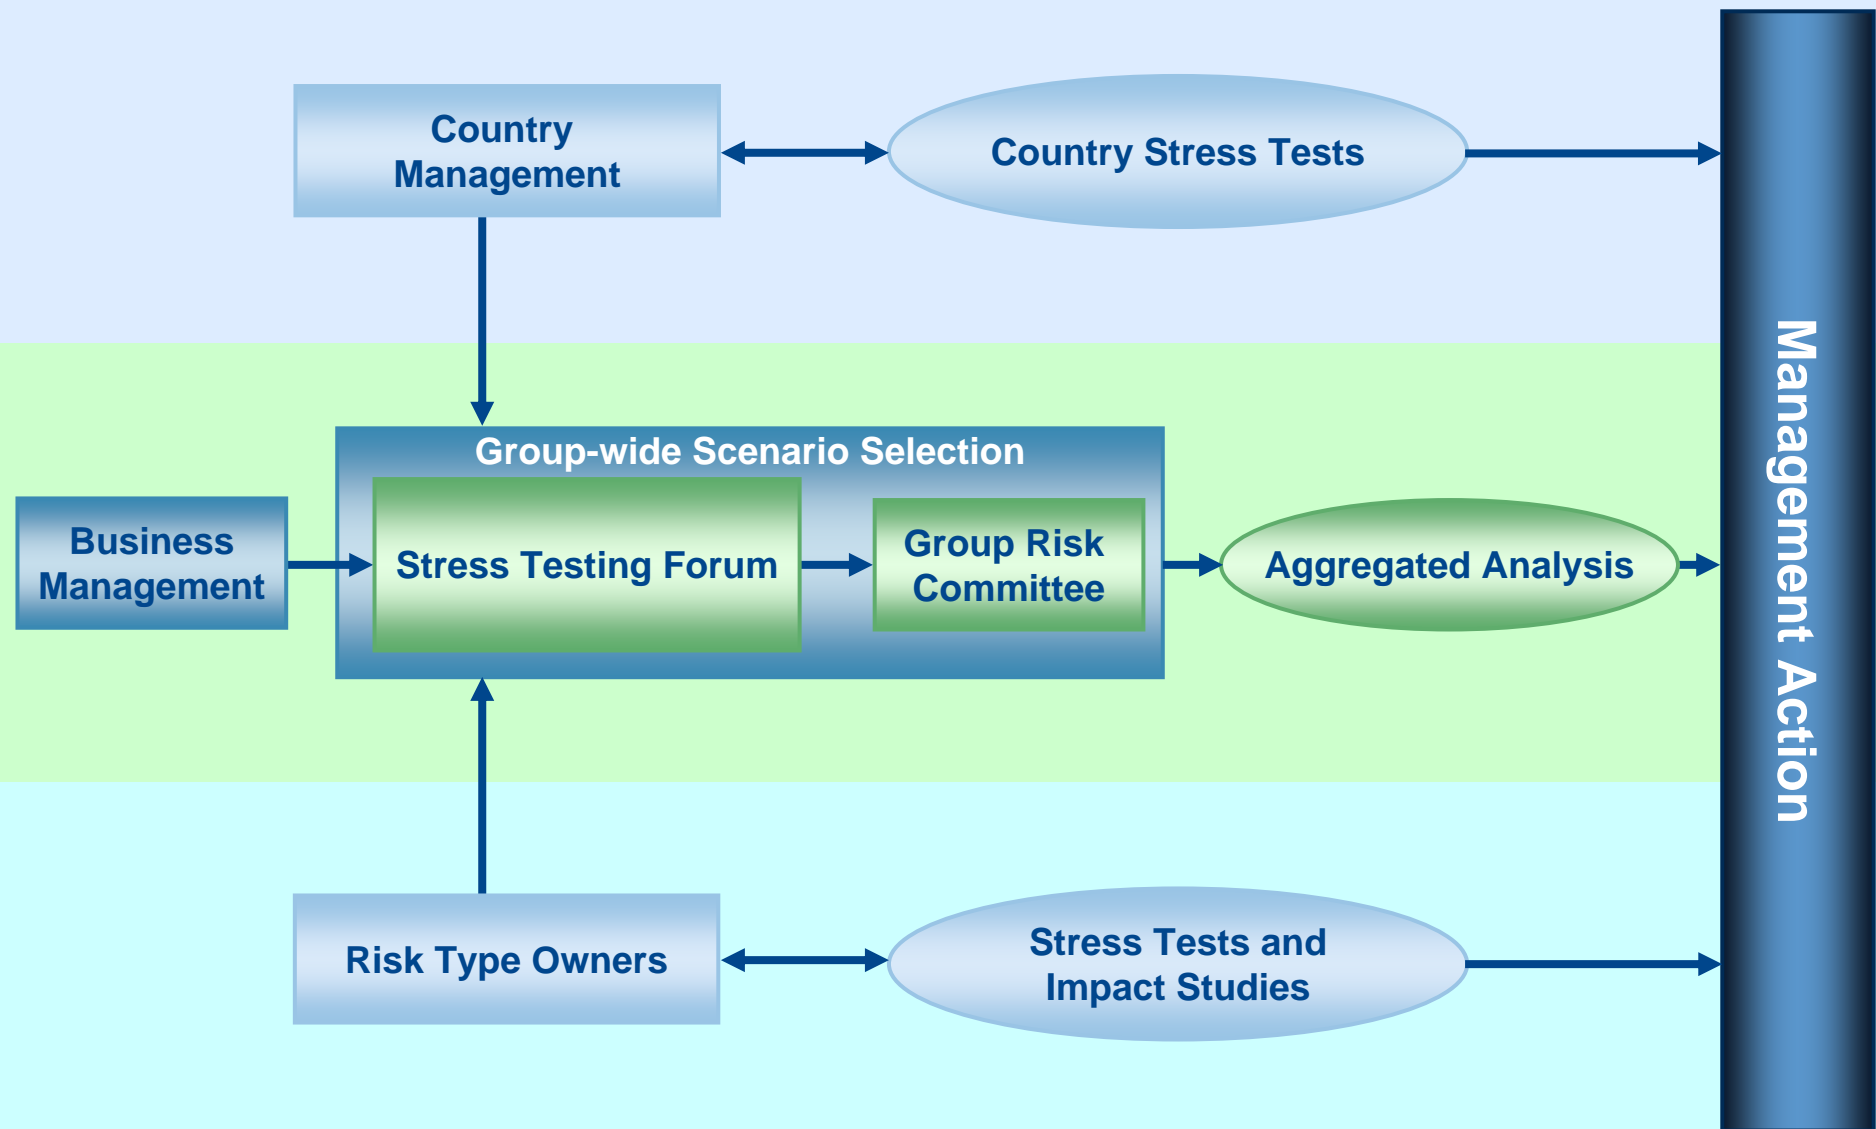 Country
Management
Country Stress Tests
Group-wide Scenario Selection
Business
Management
Stress Testing Forum
Group Risk
Committee
Aggregated Analysis
Risk Type Owners
Stress Tests and
Impact Studies
Management Action